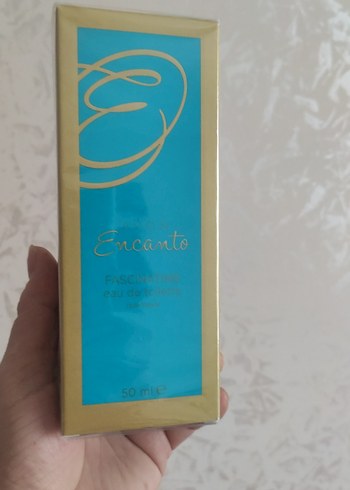 Encanto
FASCINATING
eau de toilette
50 ml e